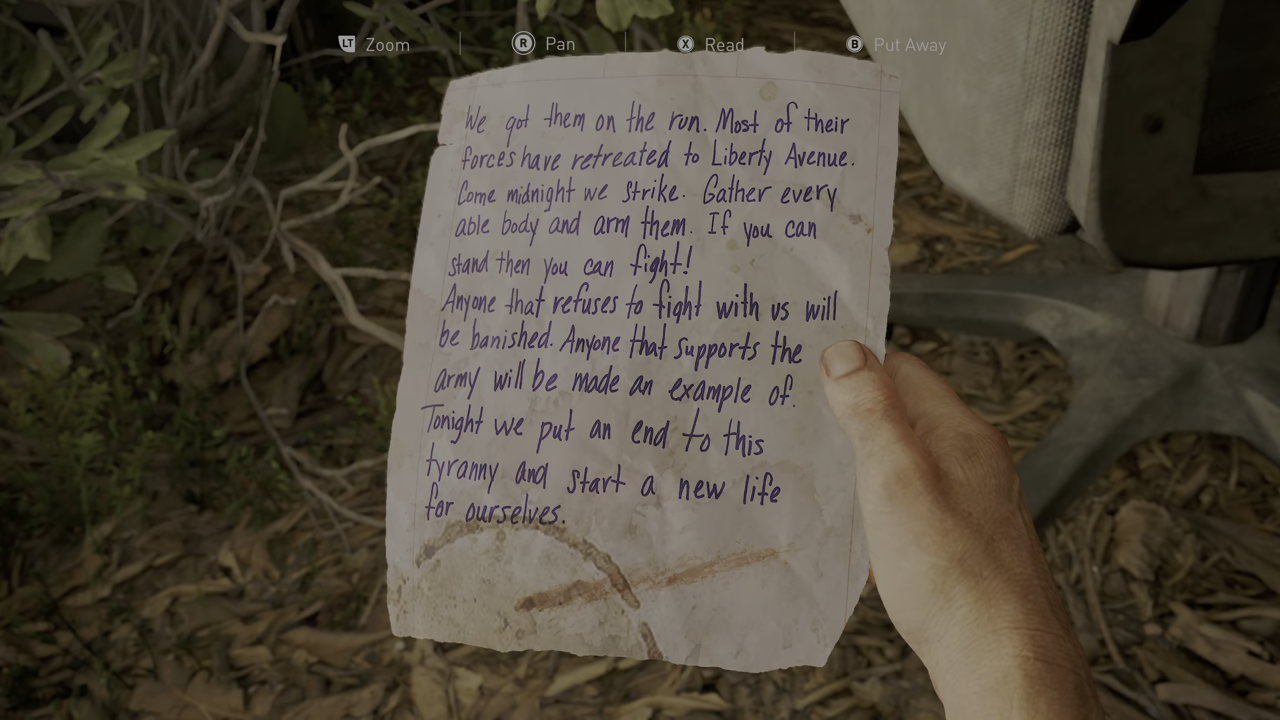 LT Zoom R Pan X Read B Put Away
We got them on the run. Most of their
forces have retreated to Liberty Avenue.
Come midnight we strike. Gather every
able body and arm them. If you can
stand then you can fight!
Anyone that refuses to fight with us will
be banished. Anyone that supports the
army will be made an example of.
Tonight we put an end to this
tyranny and start a new life
for ourselves.